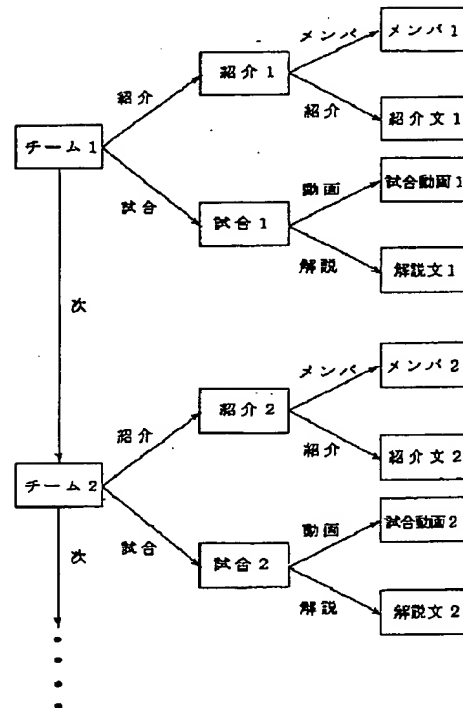 メンバ
メンバ1
紹介1
紹介
紹介
紹介文1
チーム1
試合
動画
試合動画1
試合1
解説
解説文1
次
メンバ
メンバ2
紹介2
紹介
紹介
紹介文2
チーム2
試合
動画
試合動画2
次
試合2
解説
解説文2